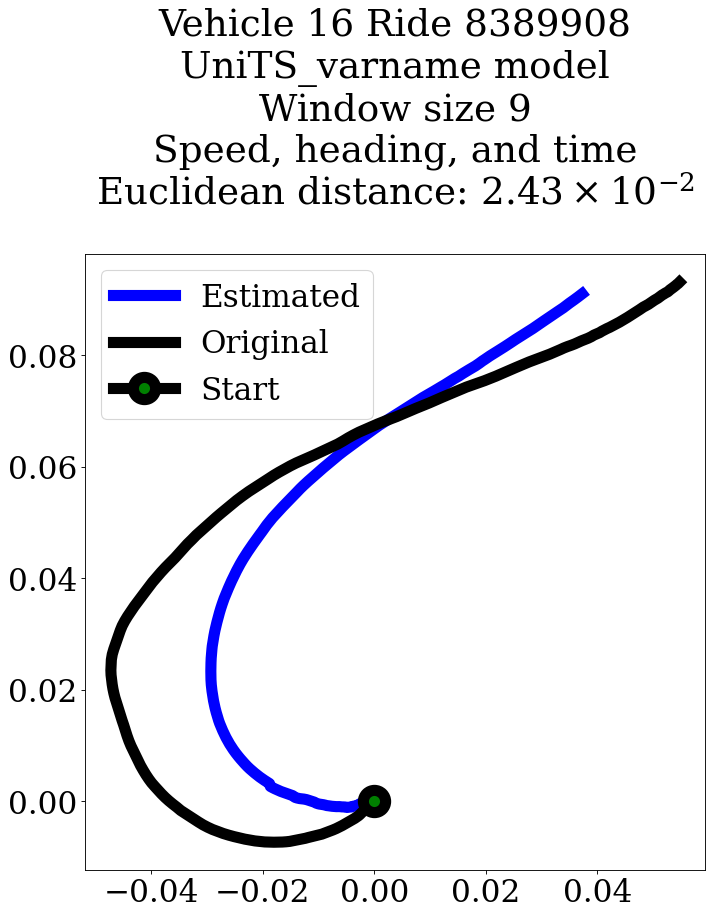 Vehicle 16 Ride 8389908
UniTS_varname model
Window size 9
Speed, heading, and time
Euclidean distance: 2.43 × 10⁻²
Estimated
Original
Start
0.08
0.06
0.04
0.02
0.00
−0.04 −0.02 0.00 0.02 0.04